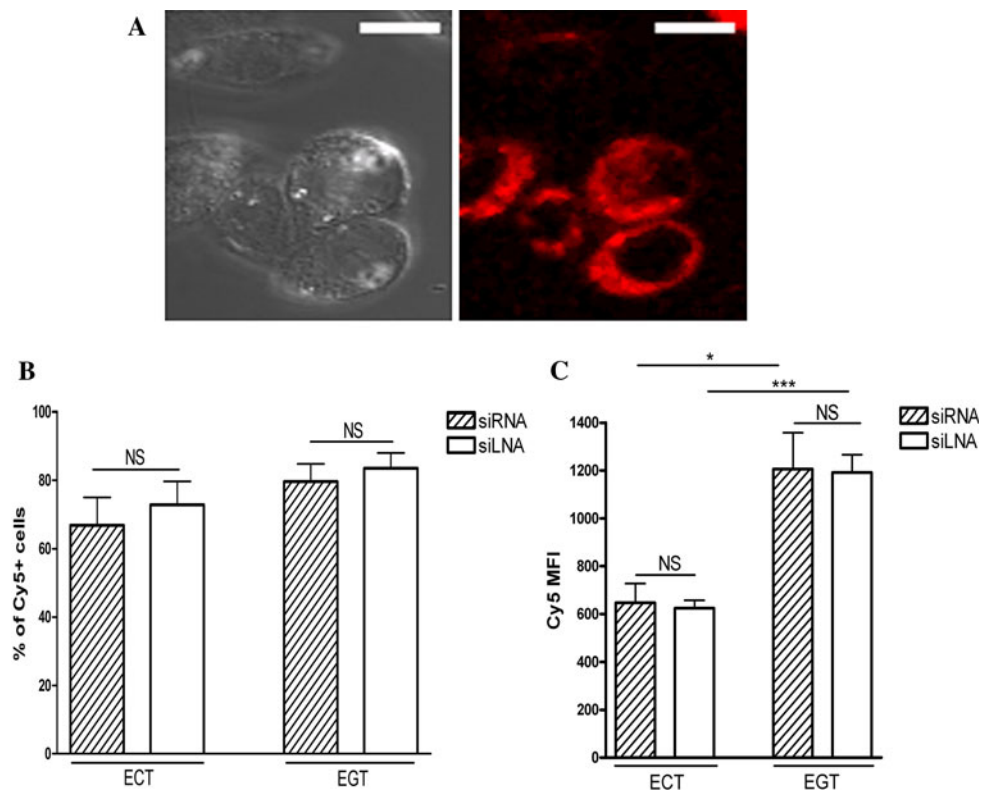 A
B
% of Cy5+ cells
100
80
60
40
20
0
NS
NS
siRNA
siLNA
ECT
EGT
C
*
***
Cy5 MFI
1400
1200
1000
800
600
400
200
0
NS
NS
siRNA
siLNA
ECT
EGT